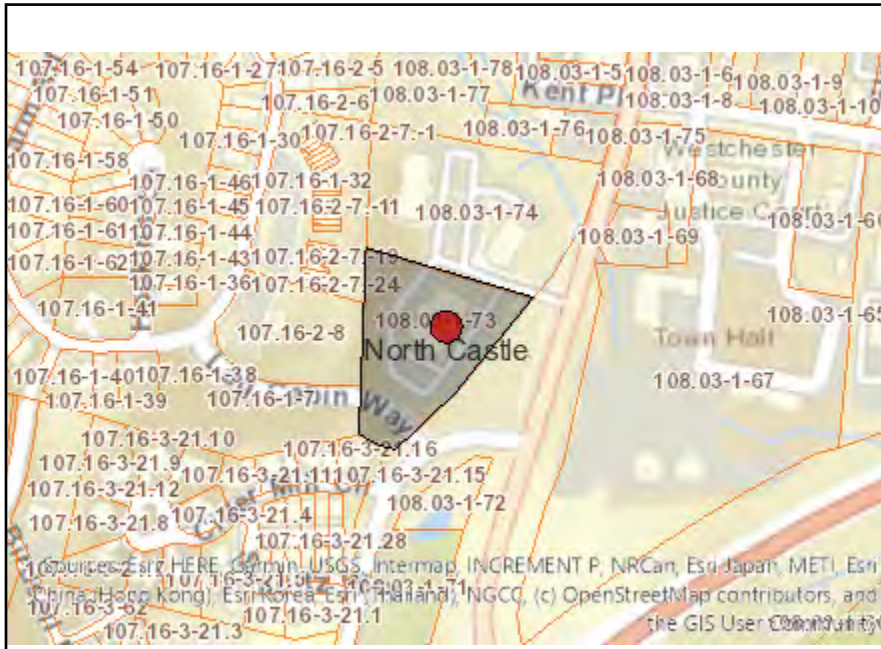 107.16-1-54 107.16-1-27 107.16-2-5 108.03-1-78 108.03-1-5 108.03-1-6 108.03-1-9
107.16-1-51 107.16-2-6 108.03-1-77 Kent Pl 108.03-1-8 108.03-1-10
107.16-1-50 107.16-1-30 107.16-2-7.-1 108.03-1-76 108.03-1-75
107.16-1-58 Westchester
107.16-1-46 107.16-1-32 108.03-1-68 County
107.16-1-60 107.16-1-45 107.16-2-7.-11 108.03-1-74 Justice Court
107.16-1-61 107.16-1-44 108.03-1-69
107.16-1-62 107.16-1-43 107.16-2-7.-19
107.16-1-36 107.16-2-7.-24
107.16-1-41 108.03-1-65
107.16-2-8 Town Hall
North Castle
107.16-1-40 107.16-1-38 108.03-1-67
107.16-1-39 107.16-1-7 Way
107.16-3-21.10 107.16-3-21.16
107.16-3-21.9 107.16-3-21.11 107.16-3-21.15
107.16-3-21.12 108.03-1-72
107.16-3-21.8 107.16-3-21.4
107.16-3-21.28
Sources: Esri, HERE, Garmin, USGS, Intermap, INCREMENT P, NRCan, Esri Japan, METI, Esri
China (Hong Kong), Esri Korea, Esri (Thailand), NGCC, (c) OpenStreetMap contributors, and
107.16-3-62 107.16-3-21.1
107.16-3-21.3 the GIS User Community